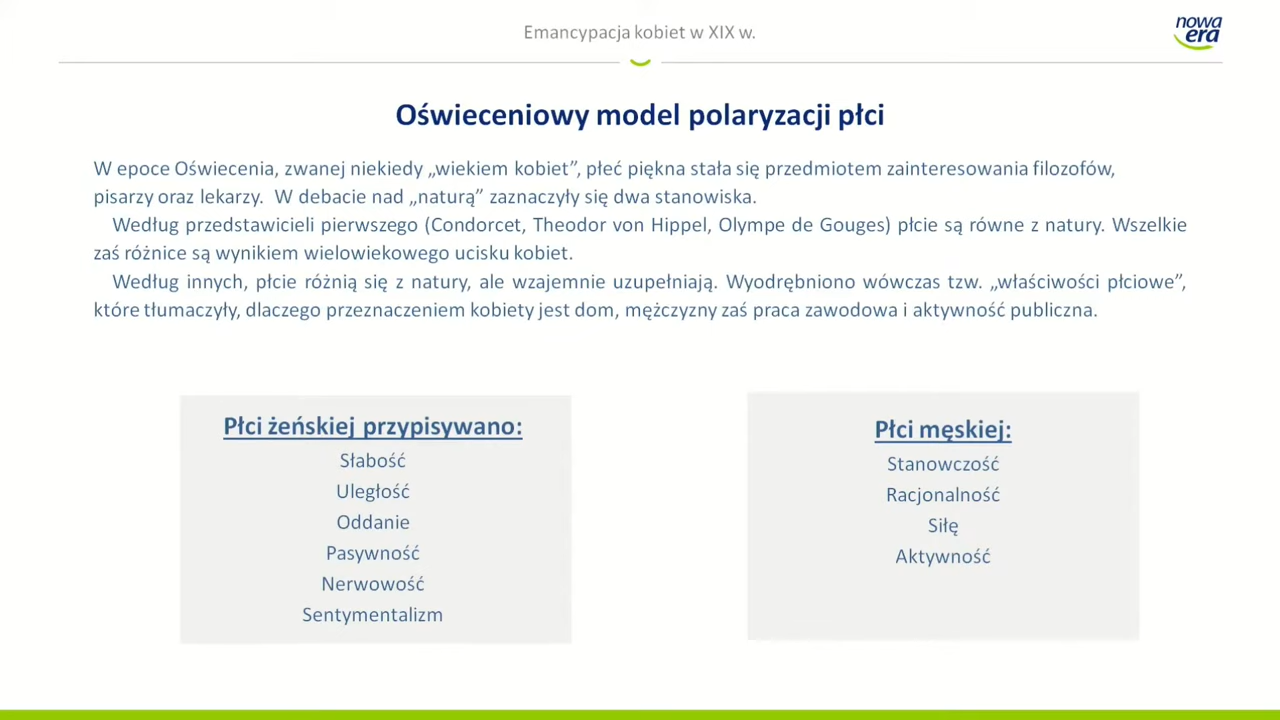 Emancypacja kobiet w XIX w.
nowa
era
Oświeceniowy model polaryzacji płci
W epoce Oświecenia, zwanej niekiedy „wiekiem kobiet”, płeć piękna stała się przedmiotem zainteresowania filozofów,
pisarzy oraz lekarzy. W debacie nad „naturą” zaznaczyły się dwa stanowiska.
Według przedstawicieli pierwszego (Condorcet, Theodor von Hippel, Olympe de Gouges) płcie są równe z natury. Wszelkie
zaś różnice są wynikiem wielowiekowego ucisku kobiet.
Według innych, płcie różnią się z natury, ale wzajemnie uzupełniają. Wyodrębniono wówczas tzw. „właściwości płciowe”,
które tłumaczyły, dlaczego przeznaczeniem kobiety jest dom, mężczyzny zaś praca zawodowa i aktywność publiczna.
Płci żeńskiej przypisywano:
Słabość
Uległość
Oddanie
Pasywność
Nerwowość
Sentymentalizm
Płci męskiej:
Stanowczość
Racjonalność
Siłę
Aktywność